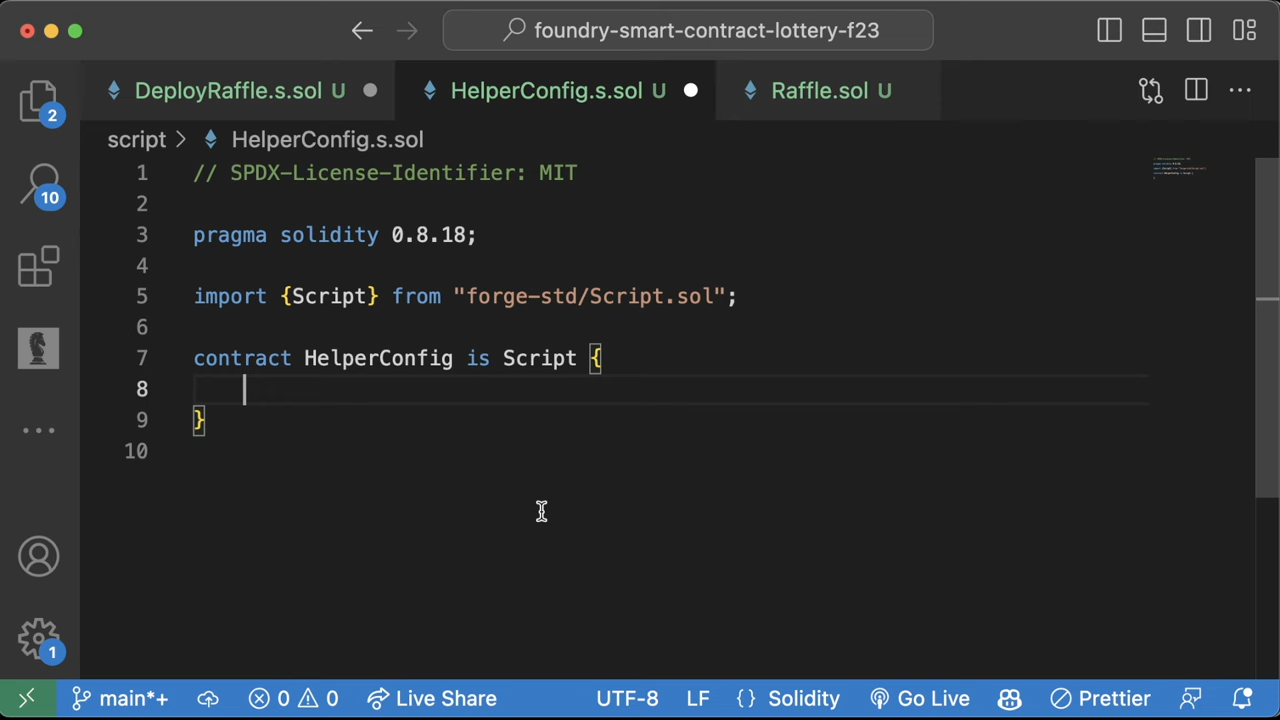 foundry-smart-contract-lottery-f23
DeployRaffle.s.sol U
HelperConfig.s.sol U
Raffle.sol U
2
script > HelperConfig.s.sol
10
1 // SPDX-License-Identifier: MIT
2
3 pragma solidity 0.8.18;
4
5 import {Script} from "forge-std/Script.sol";
6
7 contract HelperConfig is Script {
8
9 }
10
1
main*+ 0 0 Live Share UTF-8 LF {} Solidity Go Live Prettier